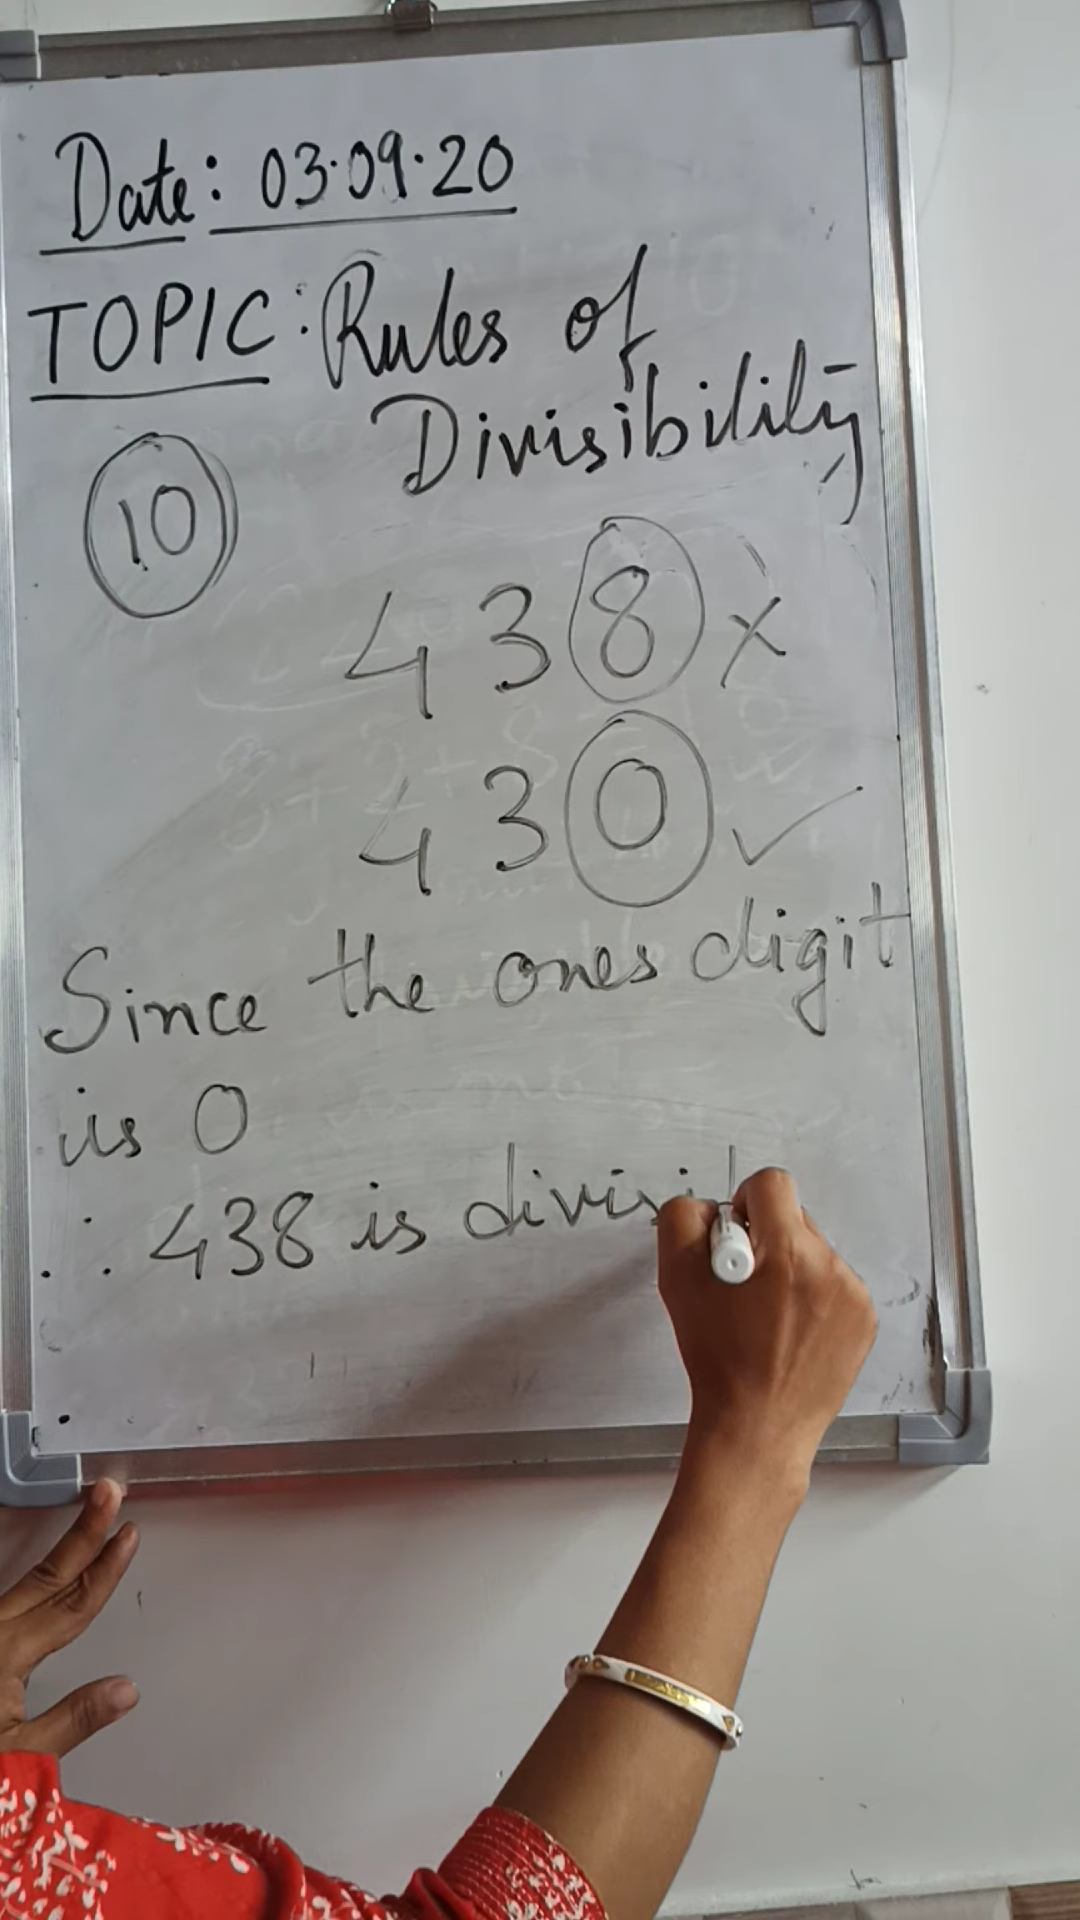 Date: 03.09.20
TOPIC: Rules of
Divisibility
10
438 x
430 ✓
Since the ones digit
is 0
∴ 438 is divisib